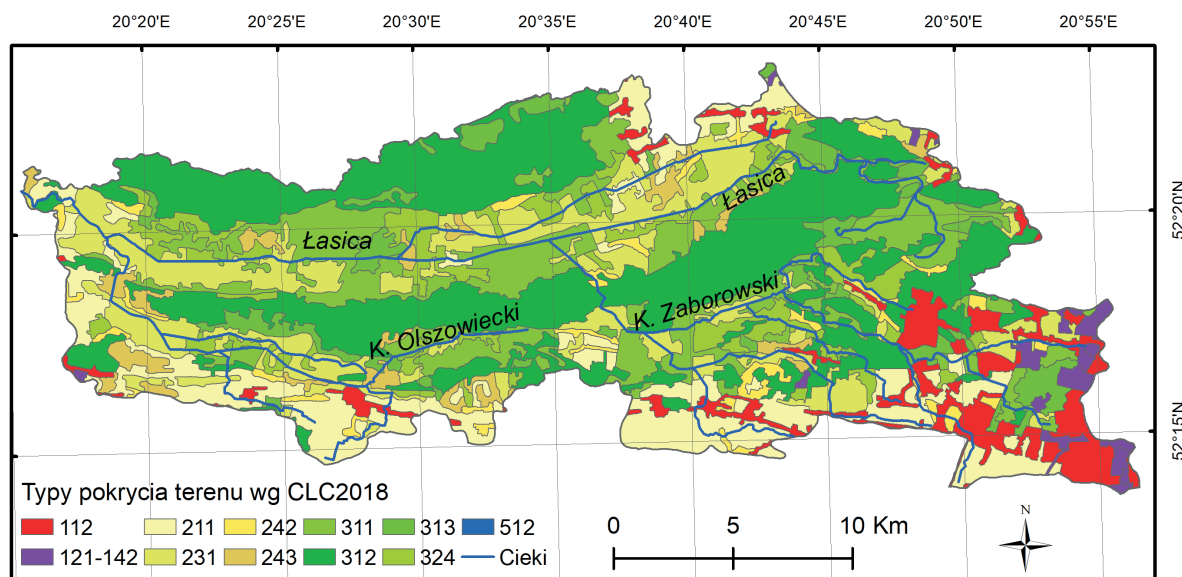 20°20'E 20°25'E 20°30'E 20°35'E 20°40'E 20°45'E 20°50'E 20°55'E
52°20'N
52°15'N
Łasica
Łasica
K. Olszowiecki
K. Zaborowski
Typy pokrycia terenu wg CLC2018
112 211 242 311 313 512
121-142 231 243 312 324 Cieki
0 5 10 Km
N